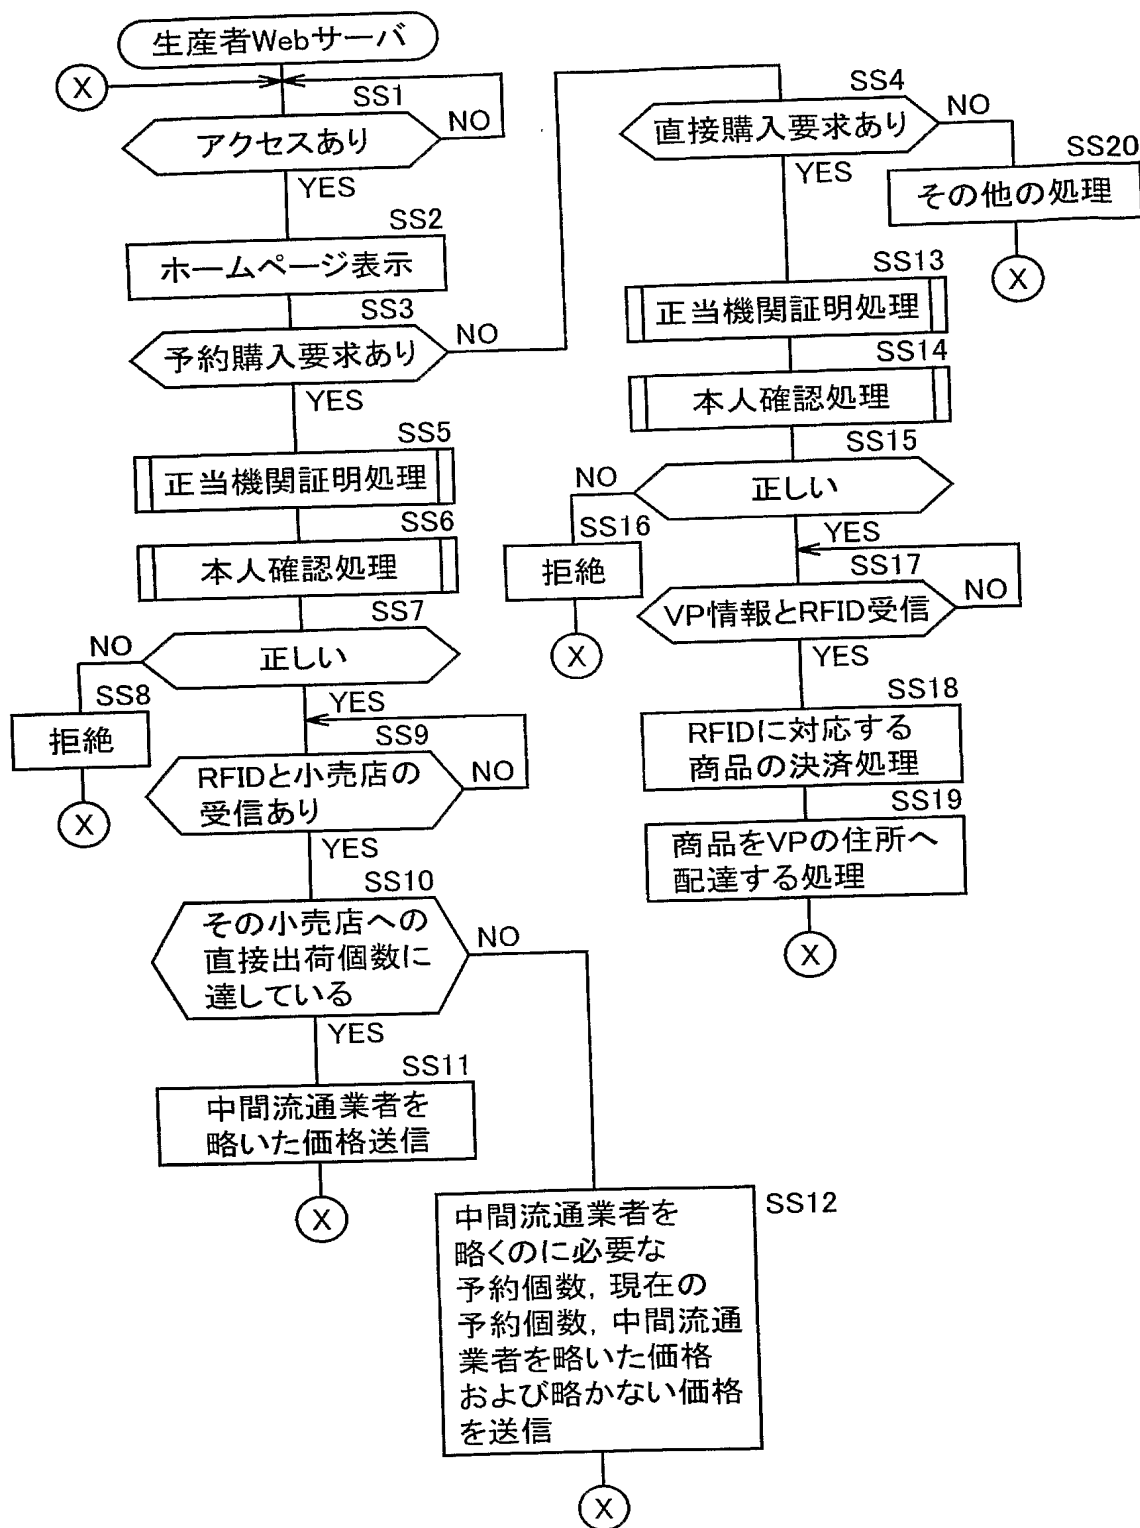 生産者Webサーバ
X
SS1
アクセスあり
NO
YES
SS2
ホームページ表示
SS3
予約購入要求あり
NO
YES
SS5
正当機関証明処理
SS6
本人確認処理
SS7
NO
正しい
SS8
YES
拒絶
X
SS9
RFIDと小売店の
受信あり
NO
YES
SS10
その小売店への
直接出荷個数に
達している
NO
YES
SS11
中間流通業者を
略いた価格送信
X
SS12
中間流通業者を
略くのに必要な
予約個数, 現在の
予約個数, 中間流通
業者を略いた価格
および略かない価格
を送信
X
SS4
直接購入要求あり
NO
YES
SS20
その他の処理
X
SS13
正当機関証明処理
SS14
本人確認処理
SS15
NO
正しい
SS16
YES
拒絶
X
SS17
VP情報とRFID受信
NO
YES
SS18
RFIDに対応する
商品の決済処理
SS19
商品をVPの住所へ
配達する処理
X